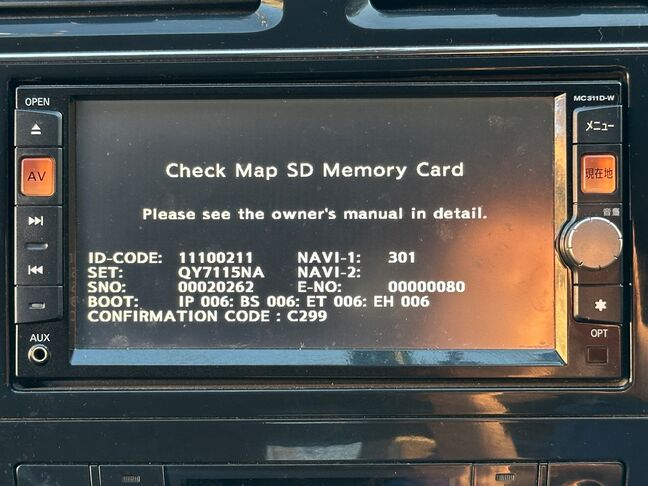 OPEN
MC311D-W
メニュー
AV
現在地
音量
Check Map SD Memory Card
Please see the owner's manual in detail.
ID-CODE: 11100211 NAVI-1: 301
SET: QY7115NA NAVI-2:
SNO: 00020262 E-NO: 00000080
BOOT: IP 006: BS 006: ET 006: EH 006
CONFIRMATION CODE : C299
AUX
OPT